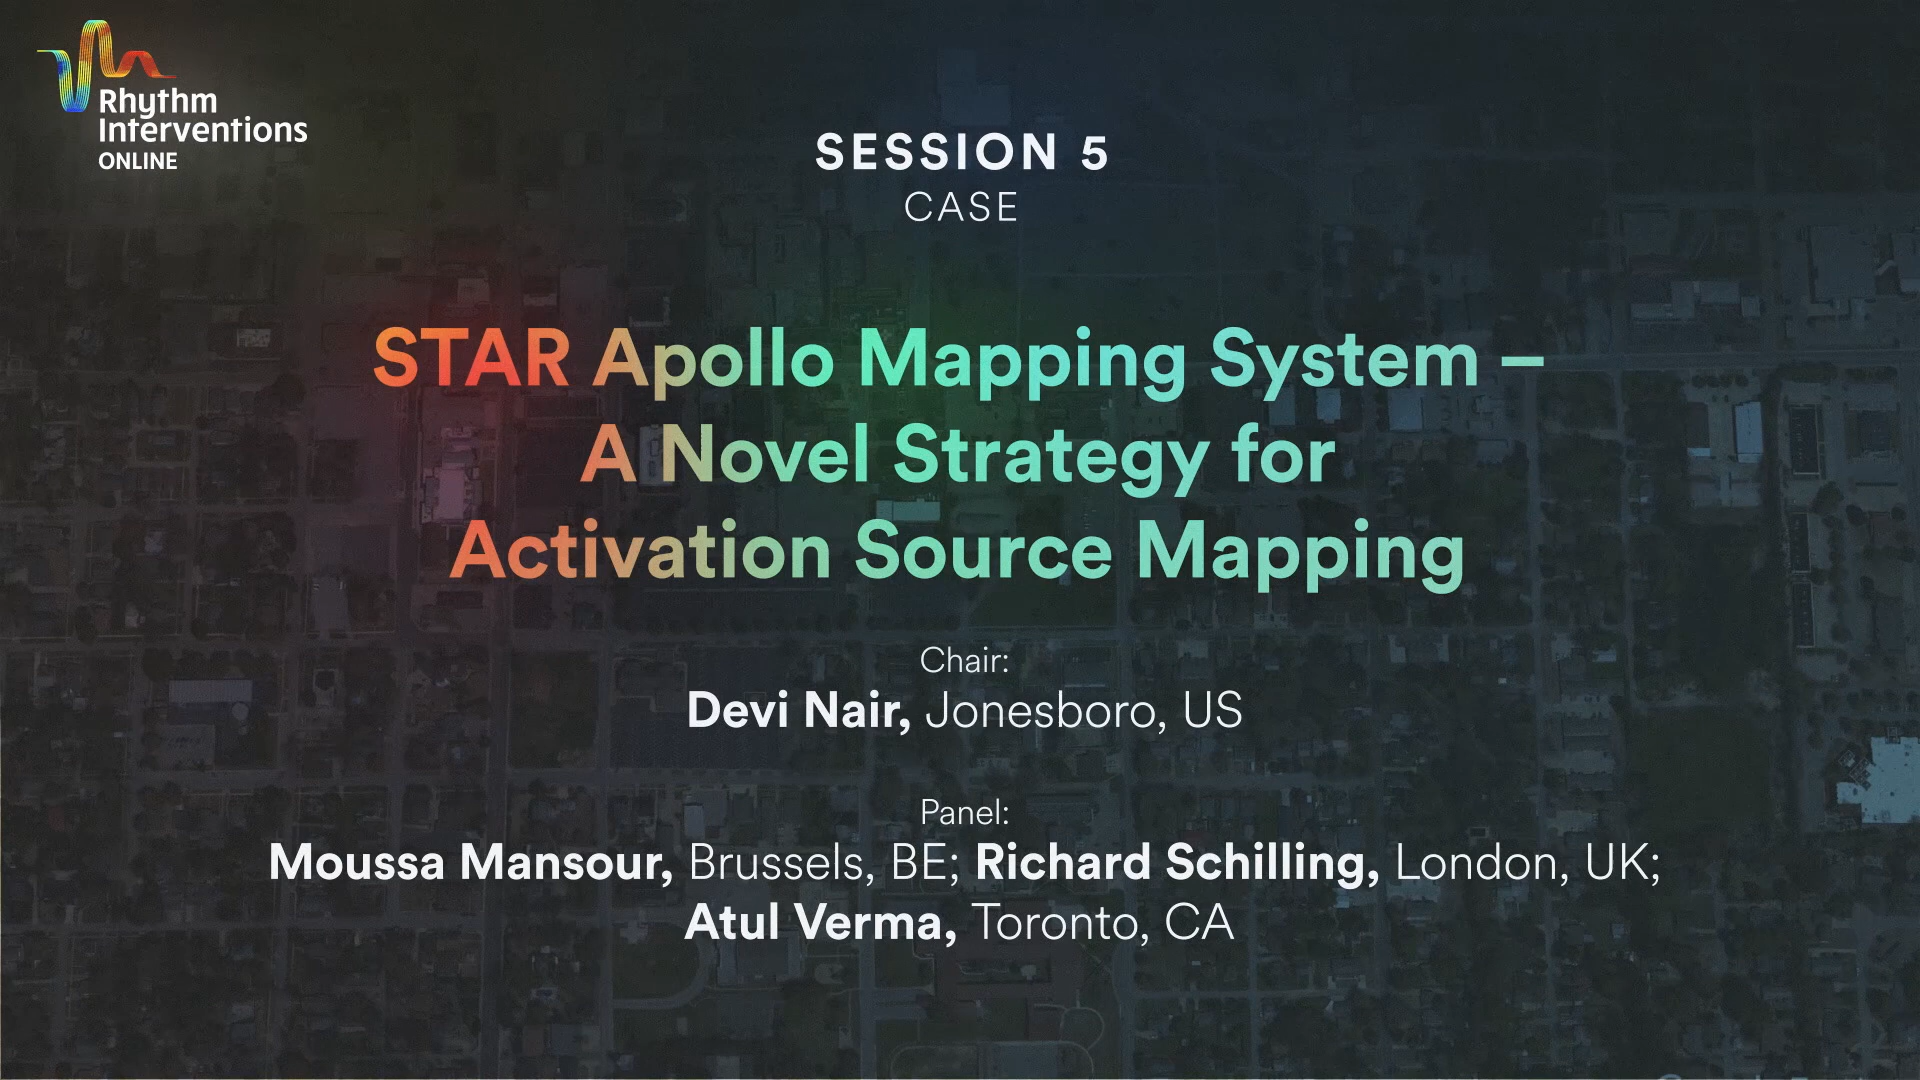 Rhythm
Interventions
ONLINE
SESSION 5
CASE
STAR Apollo Mapping System –
A Novel Strategy for
Activation Source Mapping
Chair:
Devi Nair, Jonesboro, US
Panel:
Moussa Mansour, Brussels, BE; Richard Schilling, London, UK;
Atul Verma, Toronto, CA